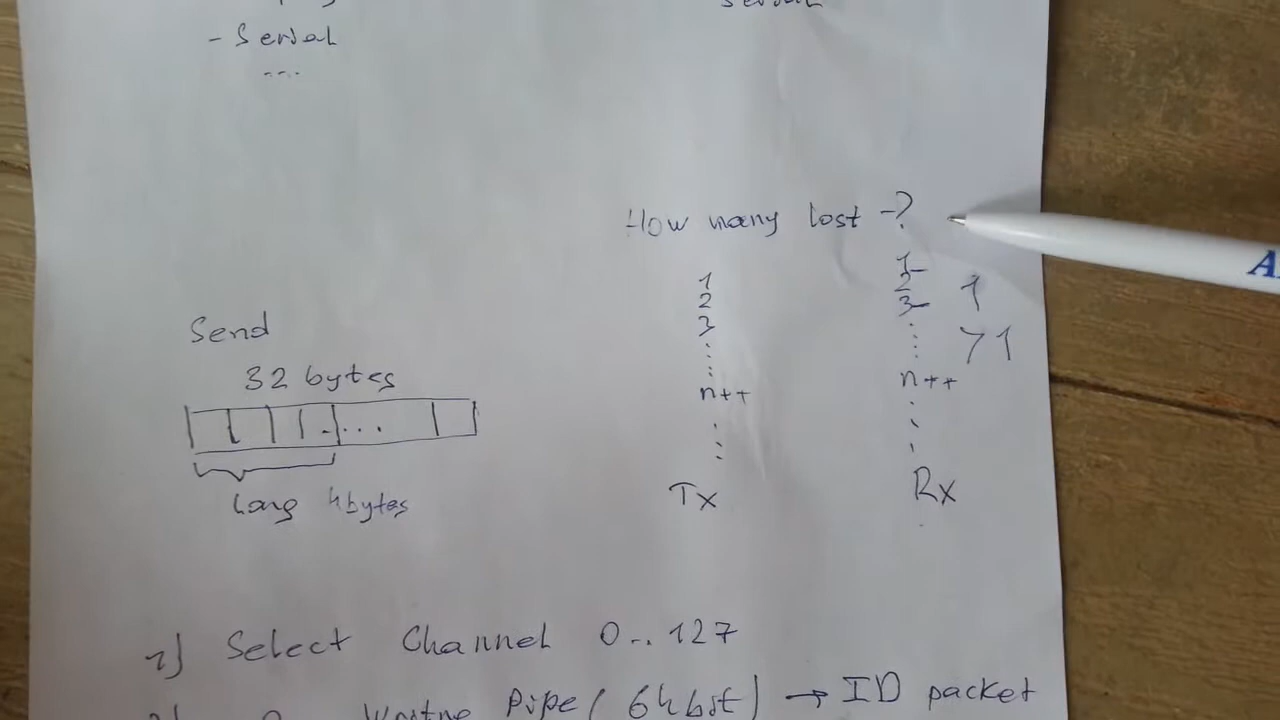 - Serial
...
How many lost -?
1
2
3
n++
1
2
3
n++
1
>1
Tx
Rx
Send
32 bytes
...
Long 4bytes
1) Select Channel 0..127
Pipe (64bit) → ID packet
A